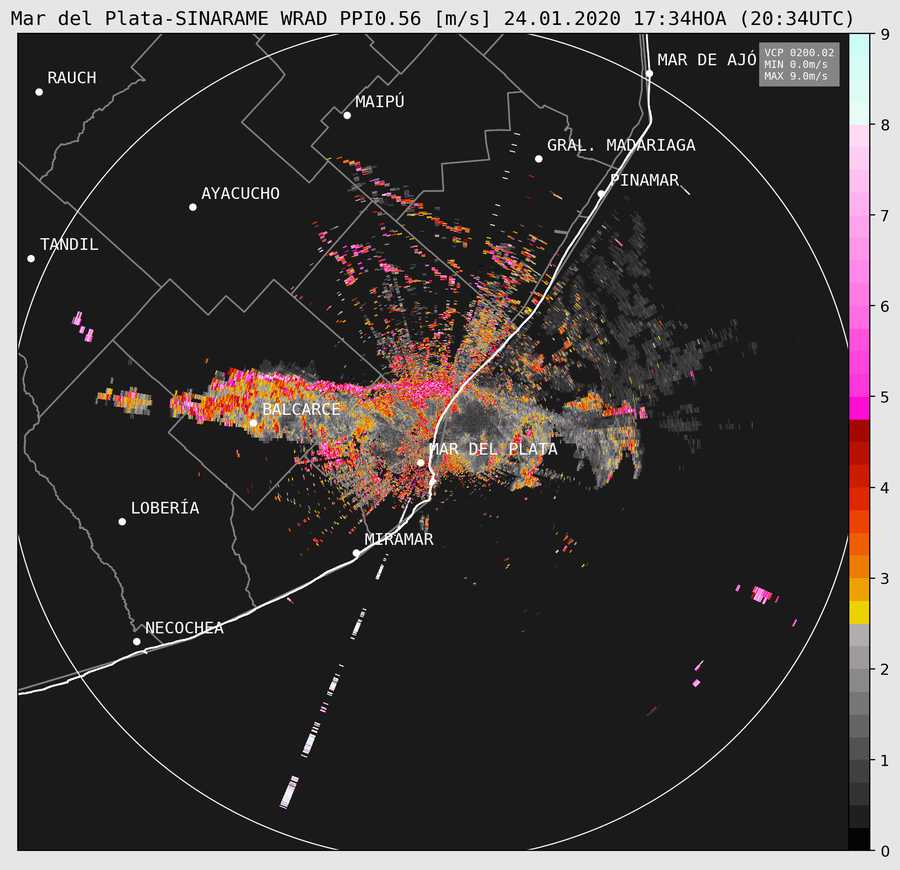 Mar del Plata-SINARAME WRAD PPI0.56 [m/s] 24.01.2020 17:34HOA (20:34UTC)
9
MAR DE AJÓ
VCP 0200.02
MIN 0.0m/s
MAX 9.0m/s
RAUCH
MAIPÚ
8
GRAL. MADARIAGA
PINAMAR
AYACUCHO
7
TANDIL
6
5
BALCARCE
MAR DEL PLATA
4
LOBERÍA
MIRAMAR
3
NECOCHEA
2
1
0